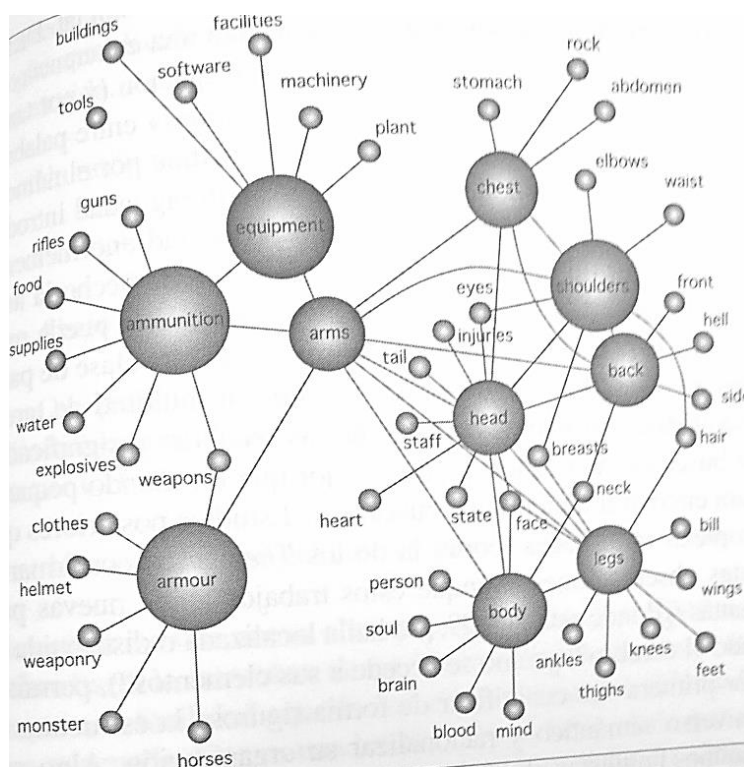 buildings
facilities
software
tools
machinery
plant
equipment
guns
rifles
food
ammunition
supplies
water
explosives
weapons
arms
clothes
helmet
armour
weaponry
monster
horses
stomach
rock
abdomen
chest
elbows
waist
shoulders
eyes
injuries
tail
front
hell
back
side
hair
head
staff
breasts
heart
state
face
neck
bill
legs
wings
person
soul
body
ankles
knees
feet
brain
thighs
blood
mind